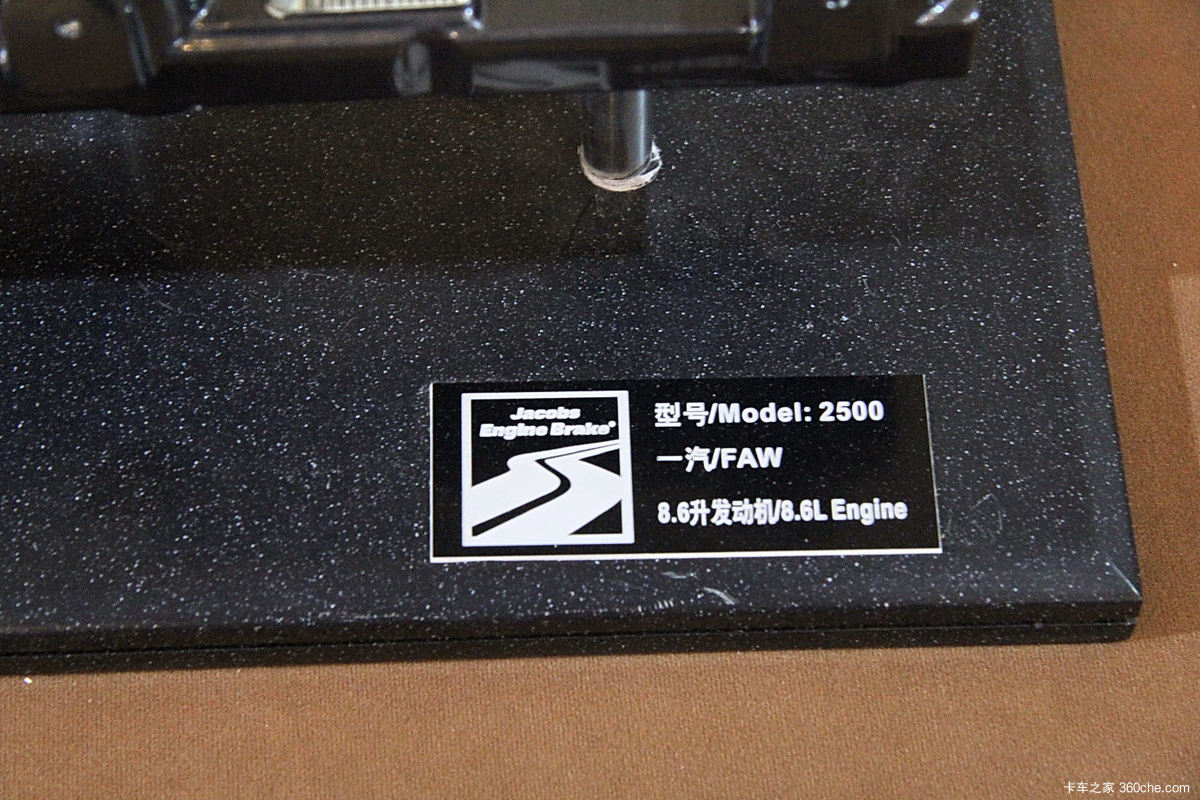 Jacobs
Engine Brake®
型号/Model: 2500
一汽/FAW
8.6升发动机/8.6L Engine
卡车之家 360che.com